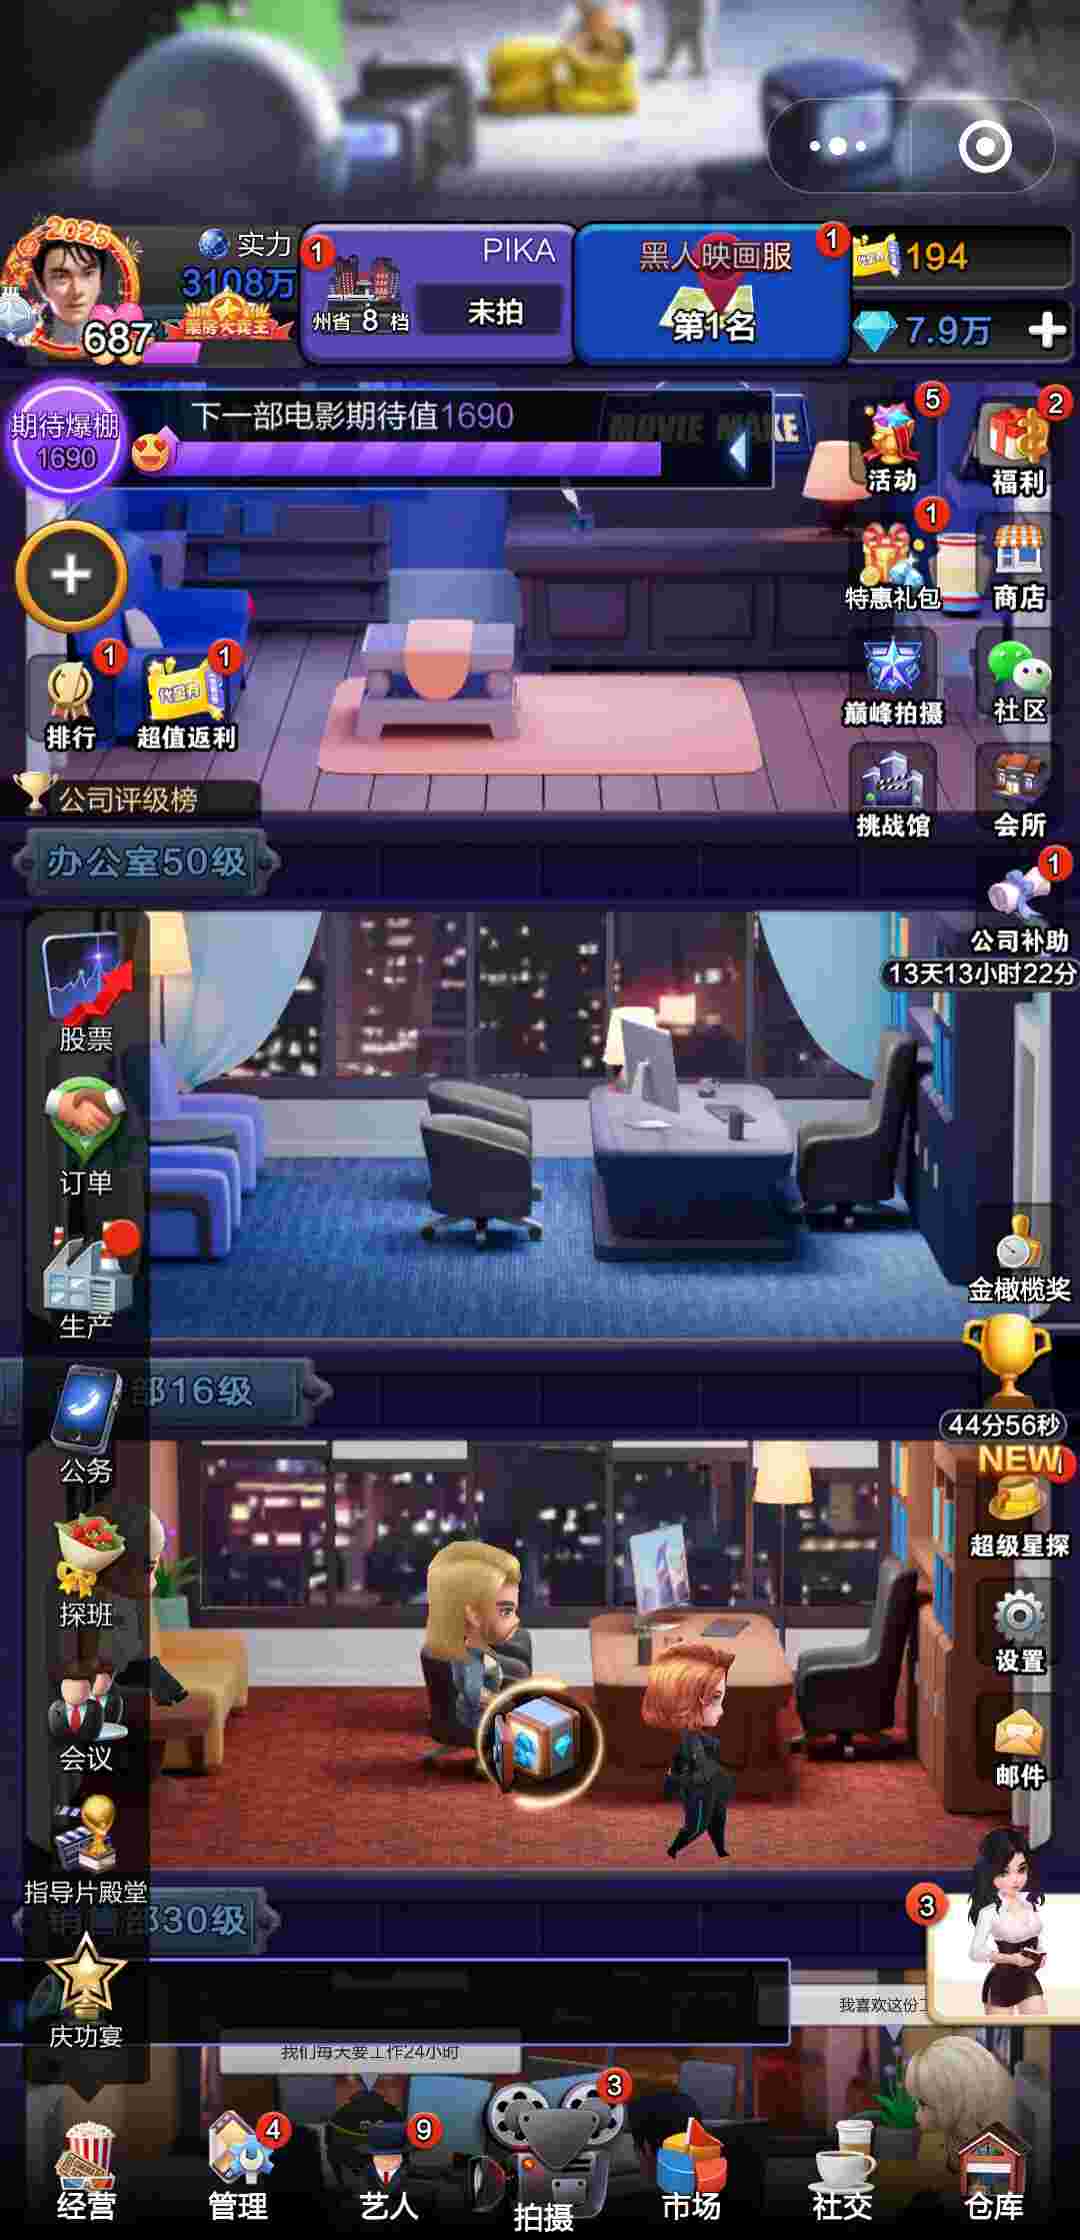 2025
687
实力
3108万
票房大冠王
1
PIKA
州省 8 档
未拍
黑人映画服
1
第1名
代金券
194
7.9万
期待爆棚
1690
下一部电影期待值1690
MOVIE MAKE
5
活动
2
福利
1
特惠礼包
商店
1
排行
1
代金券
超值返利
巅峰拍摄
社区
公司评级榜
挑战馆
会所
办公室50级
1
公司补助
13天13小时22分
股票
订单
生产
金橄榄奖
部16级
44分56秒
公务
NEW
超级星探
探班
设置
会议
邮件
指导片殿堂
销售部30级
3
庆功宴
我喜欢这份工
我们每天要工作24小时
经营
4
管理
9
艺人
3
拍摄
市场
社交
仓库